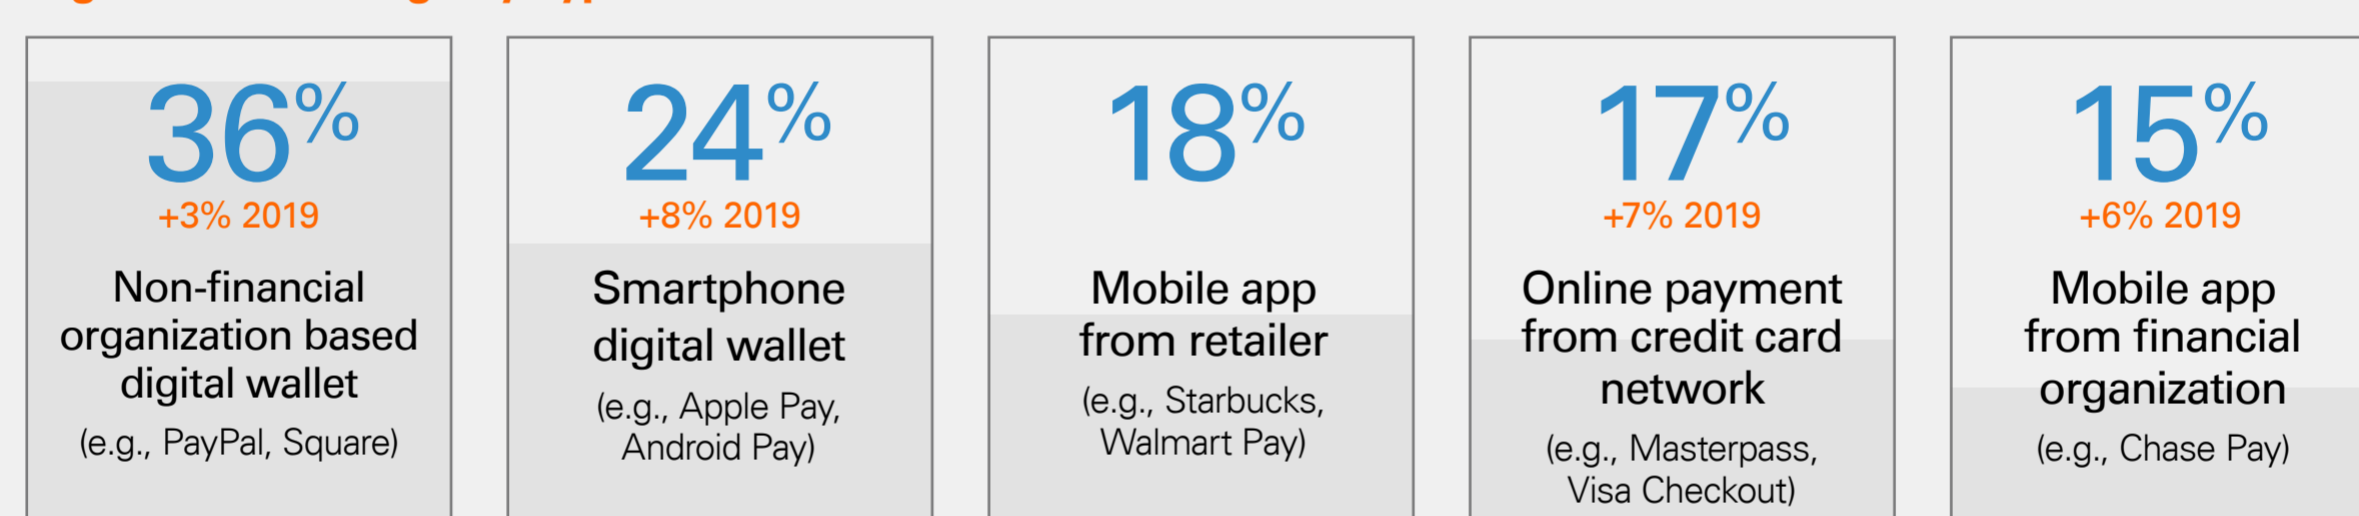 36%
+3% 2019
Non-financial
organization based
digital wallet
(e.g., PayPal, Square)
24%
+8% 2019
Smartphone
digital wallet
(e.g., Apple Pay,
Android Pay)
18%
Mobile app
from retailer
(e.g., Starbucks,
Walmart Pay)
17%
+7% 2019
Online payment
from credit card
network
(e.g., Masterpass,
Visa Checkout)
15%
+6% 2019
Mobile app
from financial
organization
(e.g., Chase Pay)